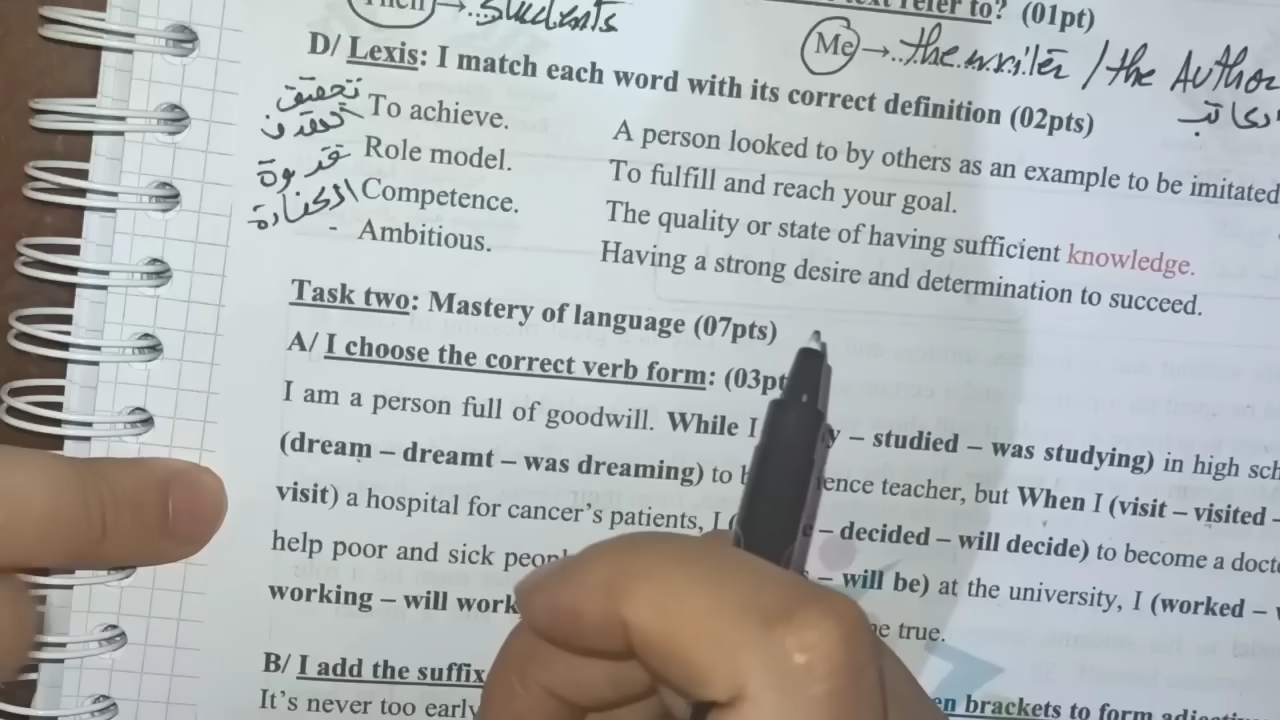 Then → students
text refer to? (01pt)
Me → the writer / the Author
D/ Lexis: I match each word with its correct definition (02pts)
تحقيق To achieve. A person looked to by others as an example to be imitated
قدوة Role model. To fulfill and reach your goal.
الكفاءة Competence. The quality or state of having sufficient knowledge.
- Ambitious. Having a strong desire and determination to succeed.
Task two: Mastery of language (07pts)
A/ I choose the correct verb form: (03pt
I am a person full of goodwill. While I – studied – was studying) in high sch
(dream – dreamt – was dreaming) to teacher, but When I (visit – visited –
visit) a hospital for cancer's patients, I – decided – will decide) to become a
help poor and sick – will be) at the university, I (worked –
working – will work true.
B/ I add the suffix brackets to form
It's never too early